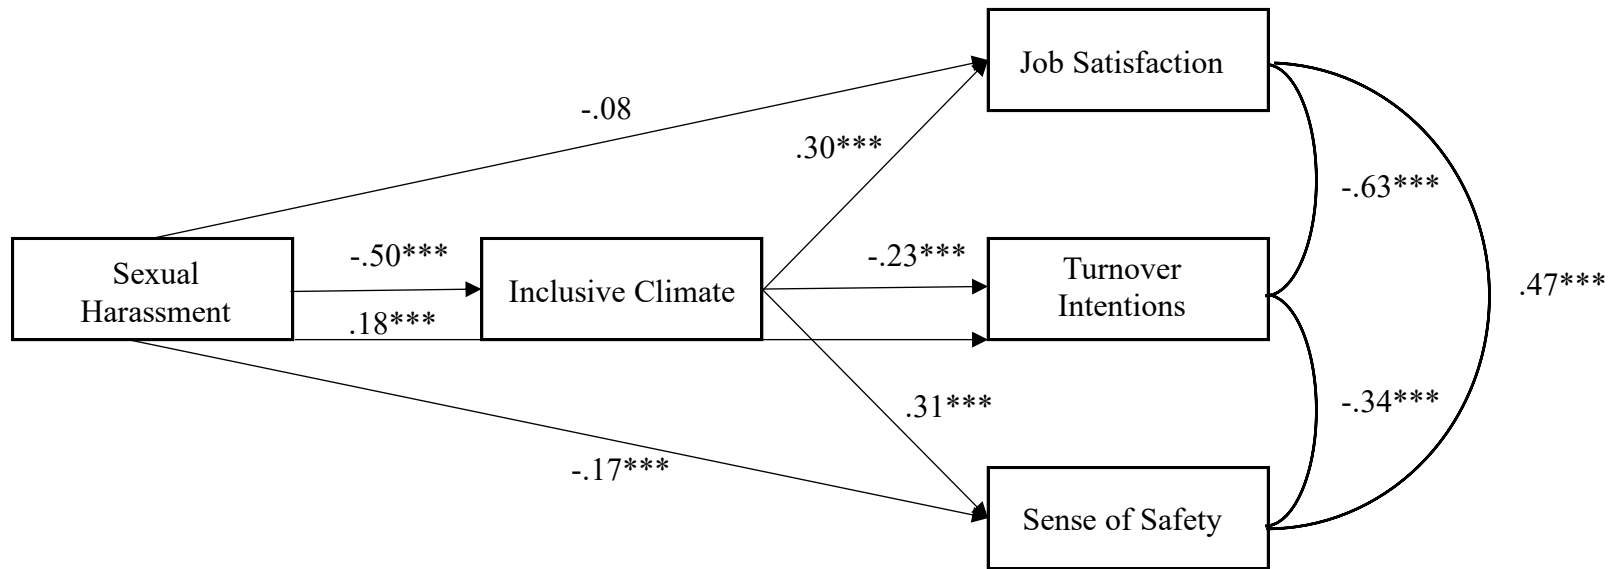 Job Satisfaction
-.08
.30***
-.63***
Sexual
Harassment
-.50***
Inclusive Climate
-.23***
Turnover
Intentions
.47***
.18***
.31***
-.34***
-.17***
Sense of Safety